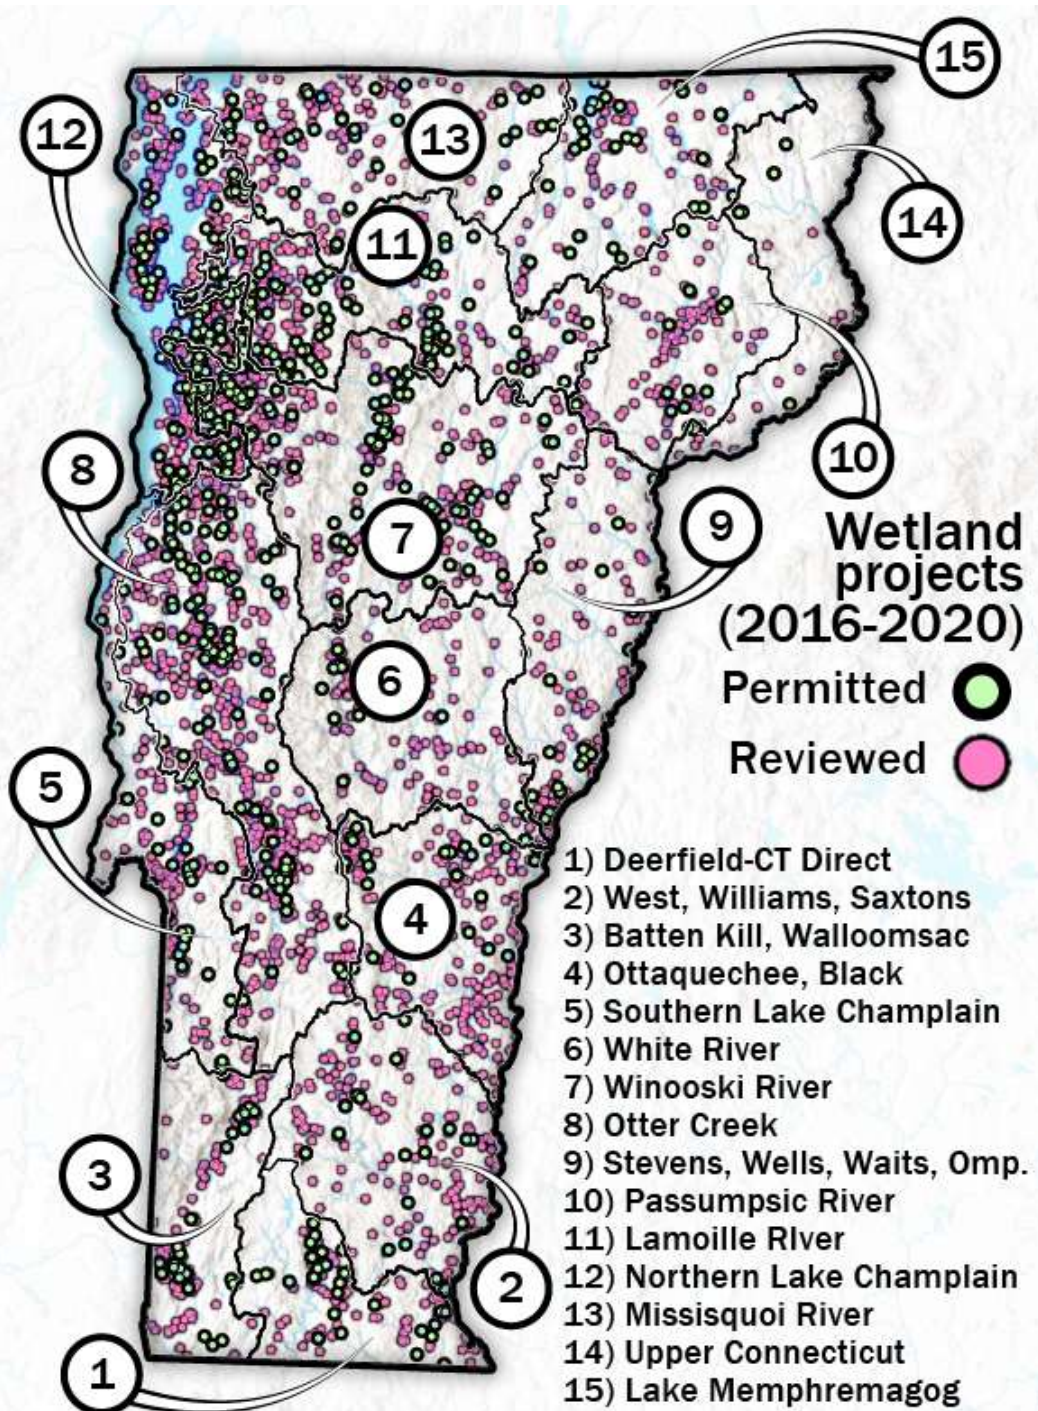 15
12
13
14
11
8
10
9
7
Wetland
projects
(2016-2020)
6
Permitted
Reviewed
5
4
1) Deerfield-CT Direct
2) West, Williams, Saxtons
3) Batten Kill, Walloomsac
4) Ottaquechee, Black
5) Southern Lake Champlain
6) White River
7) Winooski River
8) Otter Creek
9) Stevens, Wells, Waits, Omp.
10) Passumpsic River
11) Lamoille RIver
12) Northern Lake Champlain
13) Missisquoi River
14) Upper Connecticut
15) Lake Memphremagog
3
2
1